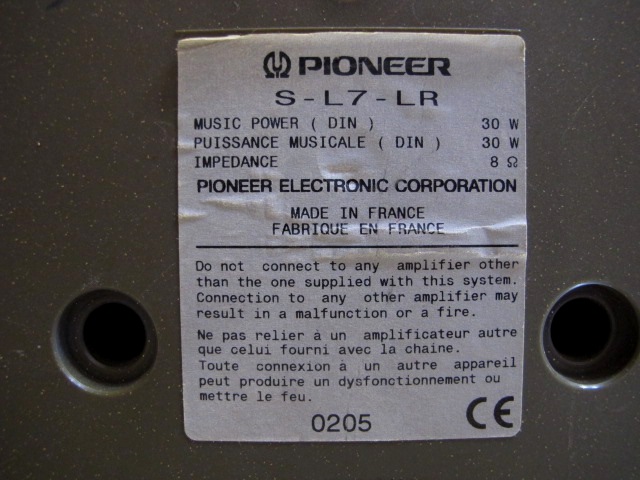 PIONEER
S-L7-LR
MUSIC POWER ( DIN ) 30 W
PUISSANCE MUSICALE ( DIN ) 30 W
IMPEDANCE 8 Ω
PIONEER ELECTRONIC CORPORATION
MADE IN FRANCE
FABRIQUE EN FRANCE
Do not connect to any amplifier other
than the one supplied with this system.
Connection to any other amplifier may
result in a malfunction or a fire.
Ne pas relier à un amplificateur autre
que celui fourni avec la chaine.
Toute connexion à un autre appareil
peut produire un dysfonctionnement ou
mettre le feu.
0205 CE